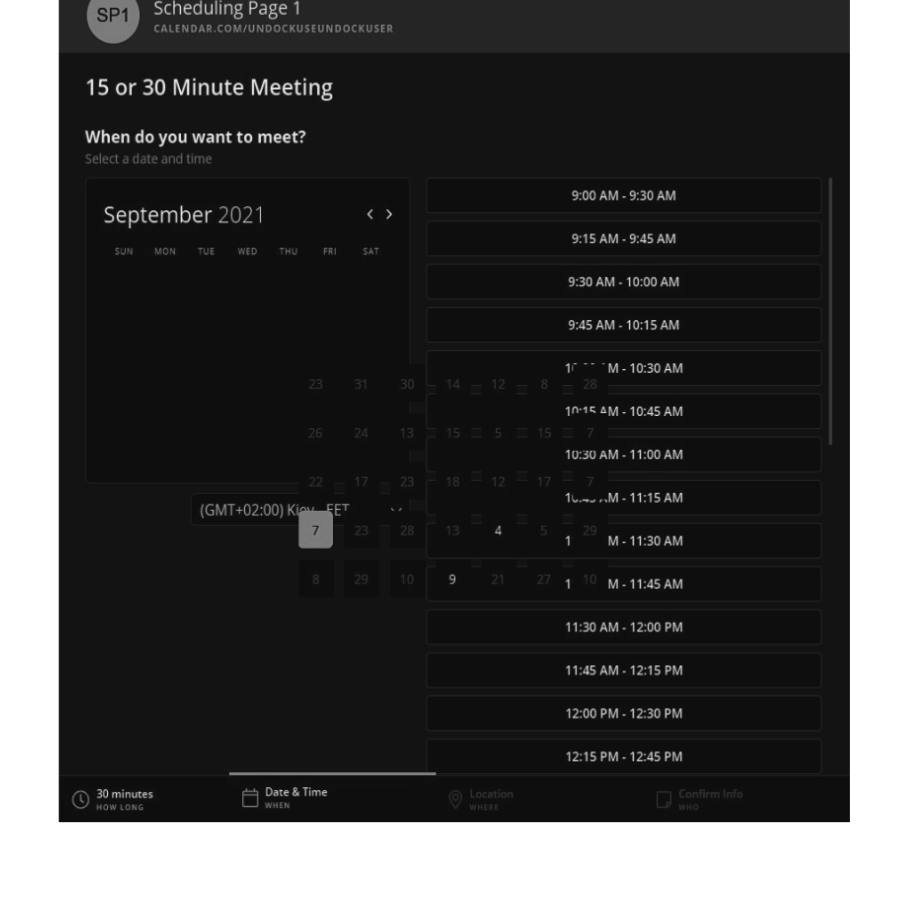 SP1
Scheduling Page 1
CALENDAR.COM/UNDOCKUSEUNDOCKUSER
15 or 30 Minute Meeting
When do you want to meet?
Select a date and time
September 2021
SUN MON TUE WED THU FRI SAT
23 31 30 14 12 8 28
26 24 13 15 5 15 7
22 17 23 18 12 17 7
7 23 28 13 4 5 29
8 29 10 9 21 27 10
(GMT+02:00) Kiev EET
9:00 AM - 9:30 AM
9:15 AM - 9:45 AM
9:30 AM - 10:00 AM
9:45 AM - 10:15 AM
M - 10:30 AM
10:15 AM - 10:45 AM
10:30 AM - 11:00 AM
M - 11:15 AM
M - 11:30 AM
M - 11:45 AM
11:30 AM - 12:00 PM
11:45 AM - 12:15 PM
12:00 PM - 12:30 PM
12:15 PM - 12:45 PM
30 minutes
HOW LONG
Date & Time
WHEN
Location
WHERE
Confirm Info
WHO